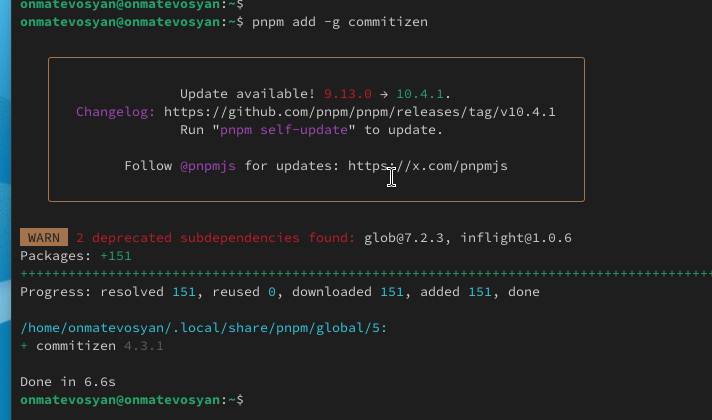 onmatevosyan@onmatevosyan:~$
onmatevosyan@onmatevosyan:~$ pnpm add -g commitizen
Update available! 9.13.0 → 10.4.1.
Changelog: https://github.com/pnpm/pnpm/releases/tag/v10.4.1
Run "pnpm self-update" to update.
Follow @pnpmjs for updates: https://x.com/pnpmjs
WARN 2 deprecated subdependencies found: glob@7.2.3, inflight@1.0.6
Packages: +151
++++++++++++++++++++++++++++++++++++++++++++++++++++++++++++++++++++++++++++++++++++++
Progress: resolved 151, reused 0, downloaded 151, added 151, done
/home/onmatevosyan/.local/share/pnpm/global/5:
+ commitizen 4.3.1
Done in 6.6s
onmatevosyan@onmatevosyan:~$